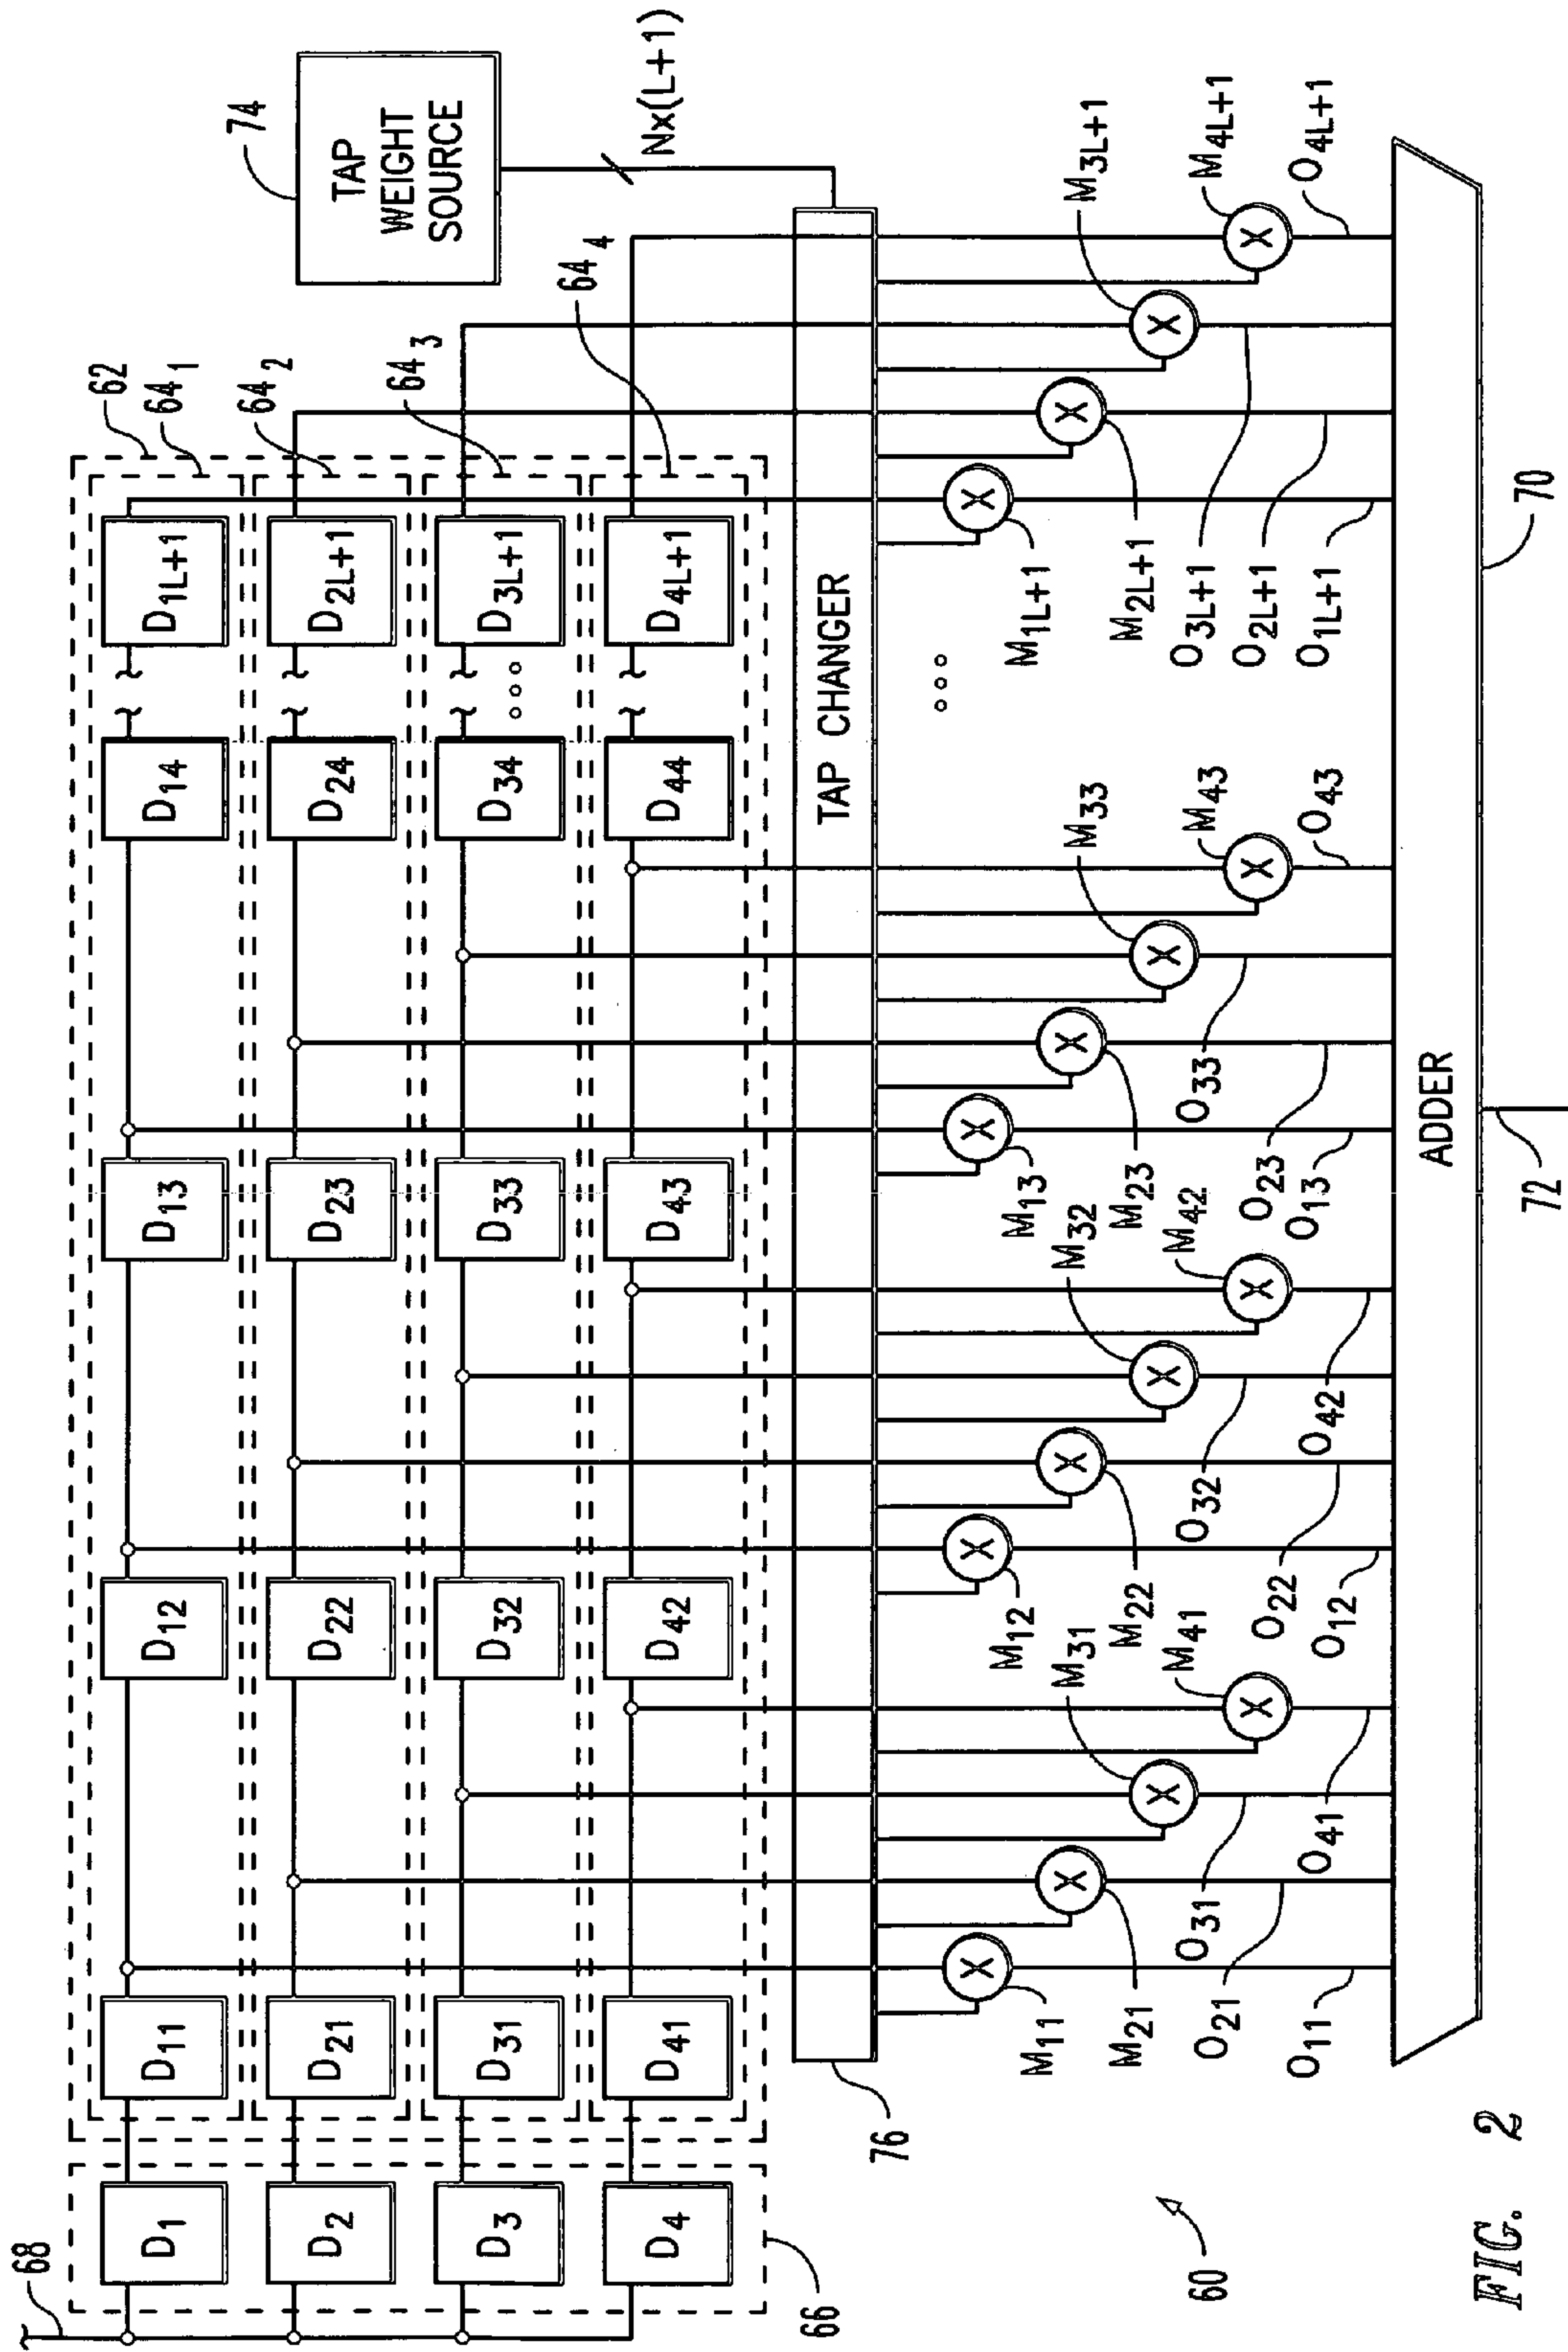 68
D1
D2
D3
D4
66
62
64 1
64 2
64 3
64 4
D11
D12
D13
D14
D1L+1
D21
D22
D23
D24
D2L+1
D31
D32
D33
D34
D3L+1
D41
D42
D43
D44
D4L+1
74
TAP
WEIGHT
SOURCE
Nx(L+1)
76
TAP CHANGER
X X X X
M11
M12
M13
M1L+1
X X X X
M21
M22
M23
M2L+1
X X X X
M31
M32
M33
M3L+1
X X X X
M41
M42
M43
M4L+1
O31
O32
O33
O3L+1
O21
O22
O23
O2L+1
O11
O12
O13
O1L+1
O41
O42
O43
O4L+1
ADDER
70
72
60
FIG. 2